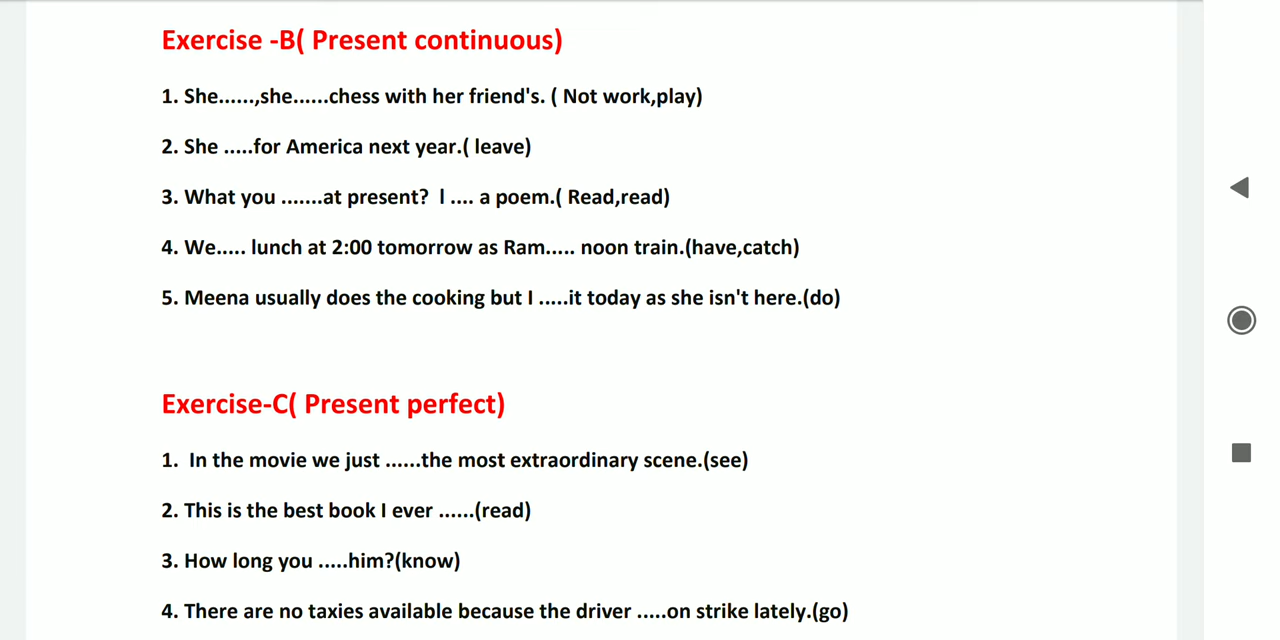 Exercise -B( Present continuous)
1. She......,she......chess with her friend's. ( Not work,play)
2. She .....for America next year.( leave)
3. What you .......at present?  I .... a poem.( Read,read)
4. We..... lunch at 2:00 tomorrow as Ram..... noon train.(have,catch)
5. Meena usually does the cooking but I .....it today as she isn't here.(do)
Exercise-C( Present perfect)
1.  In the movie we just ......the most extraordinary scene.(see)
2. This is the best book I ever ......(read)
3. How long you .....him?(know)
4. There are no taxies available because the driver .....on strike lately.(go)